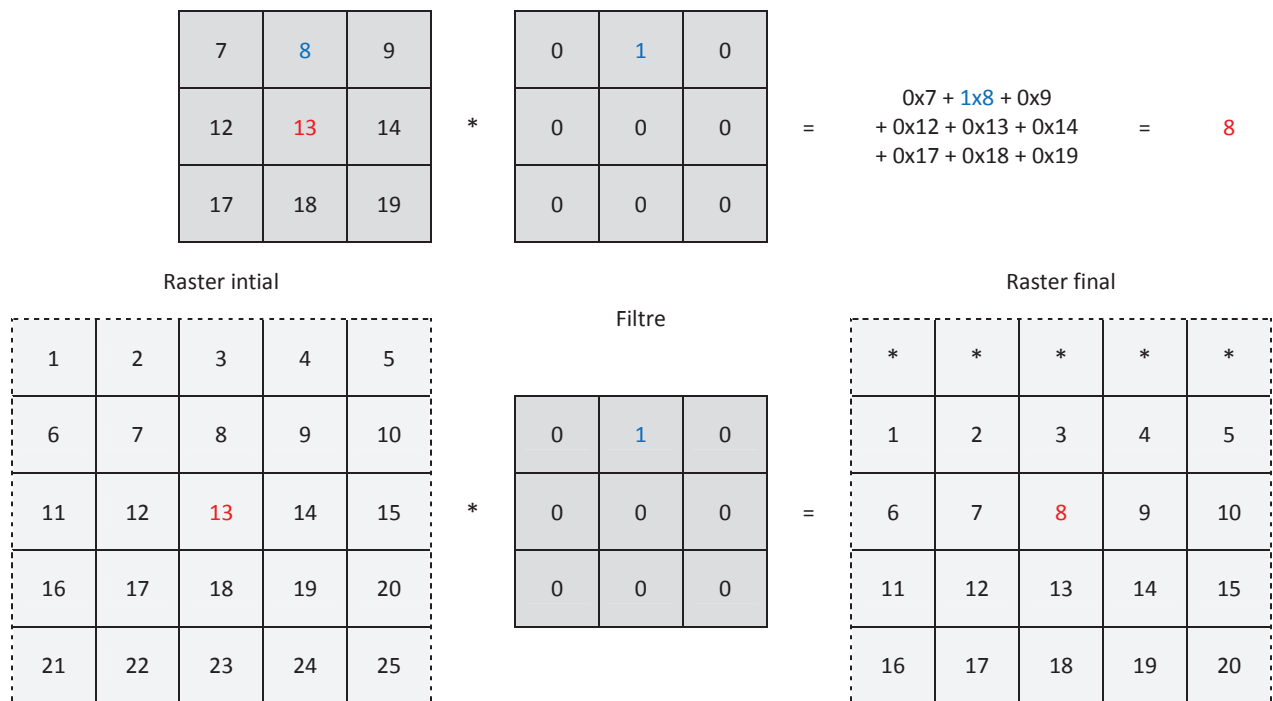 7 8 9 0 1 0
0x7 + 1x8 + 0x9
12 13 14 * 0 0 0 = + 0x12 + 0x13 + 0x14 = 8
+ 0x17 + 0x18 + 0x19
17 18 19 0 0 0
Raster intial Raster final
Filtre
1 2 3 4 5 * * * * *
6 7 8 9 10 0 1 0 1 2 3 4 5
11 12 13 14 15 * 0 0 0 = 6 7 8 9 10
16 17 18 19 20 0 0 0 11 12 13 14 15
21 22 23 24 25 16 17 18 19 20